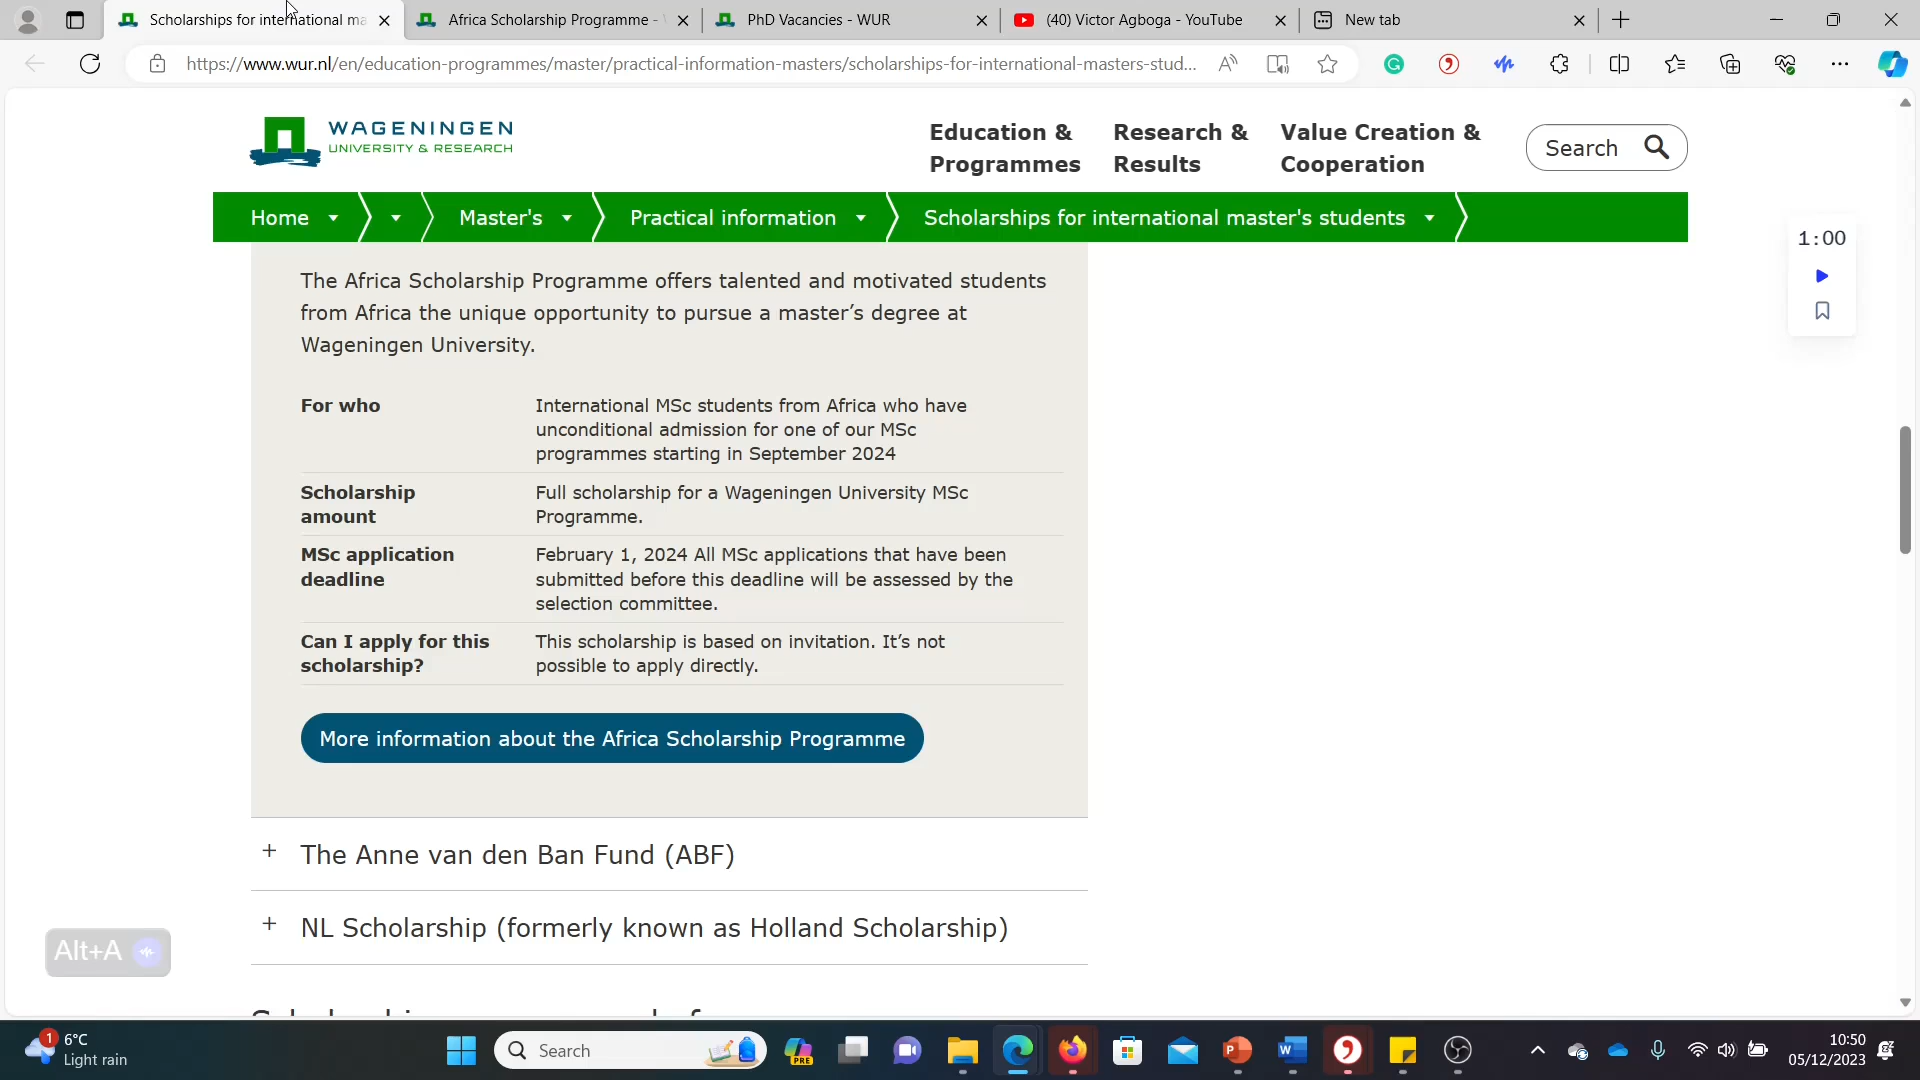 Scholarships for international ma
Africa Scholarship Programme -
PhD Vacancies - WUR
(40) Victor Agboga - YouTube
New tab
https://www.wur.nl/en/education-programmes/master/practical-information-masters/scholarships-for-international-masters-stud...
WAGENINGEN
UNIVERSITY & RESEARCH
Education &
Programmes
Research &
Results
Value Creation &
Cooperation
Search
Home
Master's
Practical information
Scholarships for international master's students
1:00
The Africa Scholarship Programme offers talented and motivated students
from Africa the unique opportunity to pursue a master’s degree at
Wageningen University.
For who
International MSc students from Africa who have
unconditional admission for one of our MSc
programmes starting in September 2024
Scholarship
amount
Full scholarship for a Wageningen University MSc
Programme.
MSc application
deadline
February 1, 2024 All MSc applications that have been
submitted before this deadline will be assessed by the
selection committee.
Can I apply for this
scholarship?
This scholarship is based on invitation. It’s not
possible to apply directly.
More information about the Africa Scholarship Programme
+ The Anne van den Ban Fund (ABF)
+ NL Scholarship (formerly known as Holland Scholarship)
Alt+A
1
6°C
Light rain
Search
PRE
10:50
05/12/2023